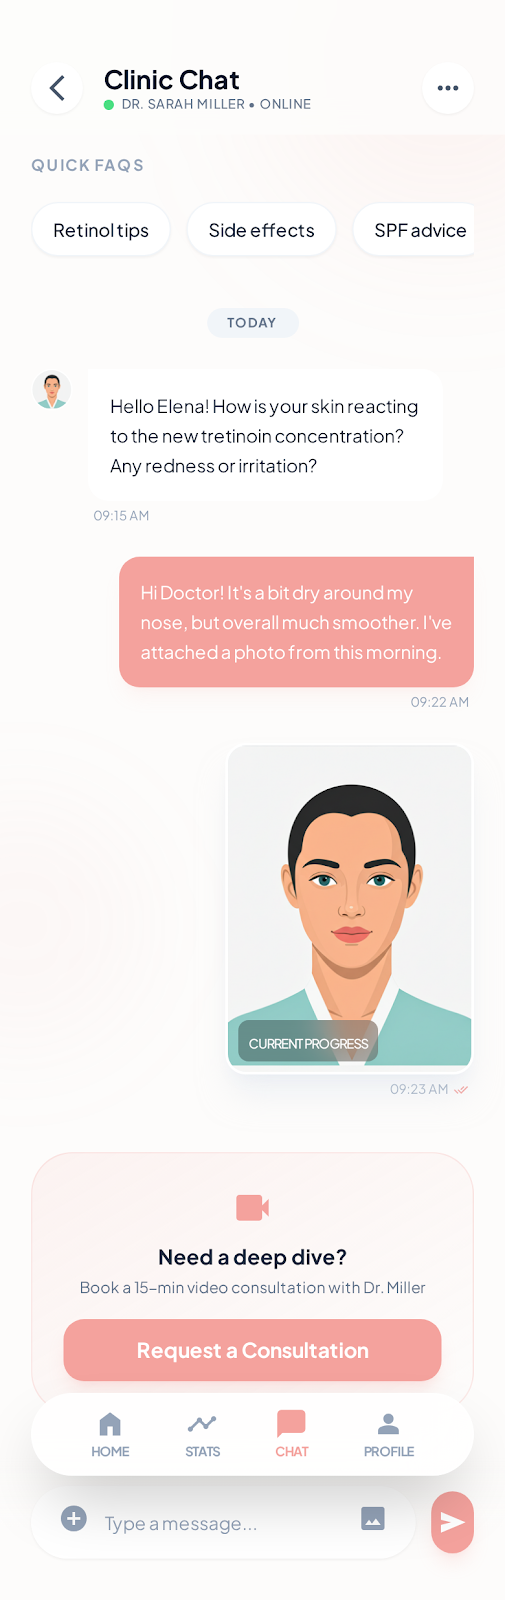 Clinic Chat
DR. SARAH MILLER • ONLINE
QUICK FAQS
Retinol tips
Side effects
SPF advice
TODAY
Hello Elena! How is your skin reacting
to the new tretinoin concentration?
Any redness or irritation?
09:15 AM
Hi Doctor! It's a bit dry around my
nose, but overall much smoother. I've
attached a photo from this morning.
09:22 AM
CURRENT PROGRESS
09:23 AM
Need a deep dive?
Book a 15-min video consultation with Dr. Miller
Request a Consultation
HOME
STATS
CHAT
PROFILE
Type a message...